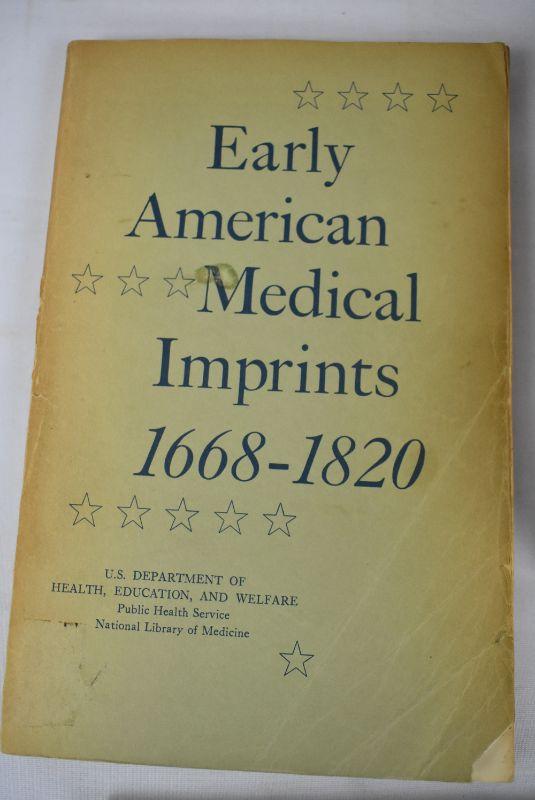 Early
American
Medical
Imprints
1668-1820
U.S. DEPARTMENT OF
HEALTH, EDUCATION, AND WELFARE
Public Health Service
National Library of Medicine